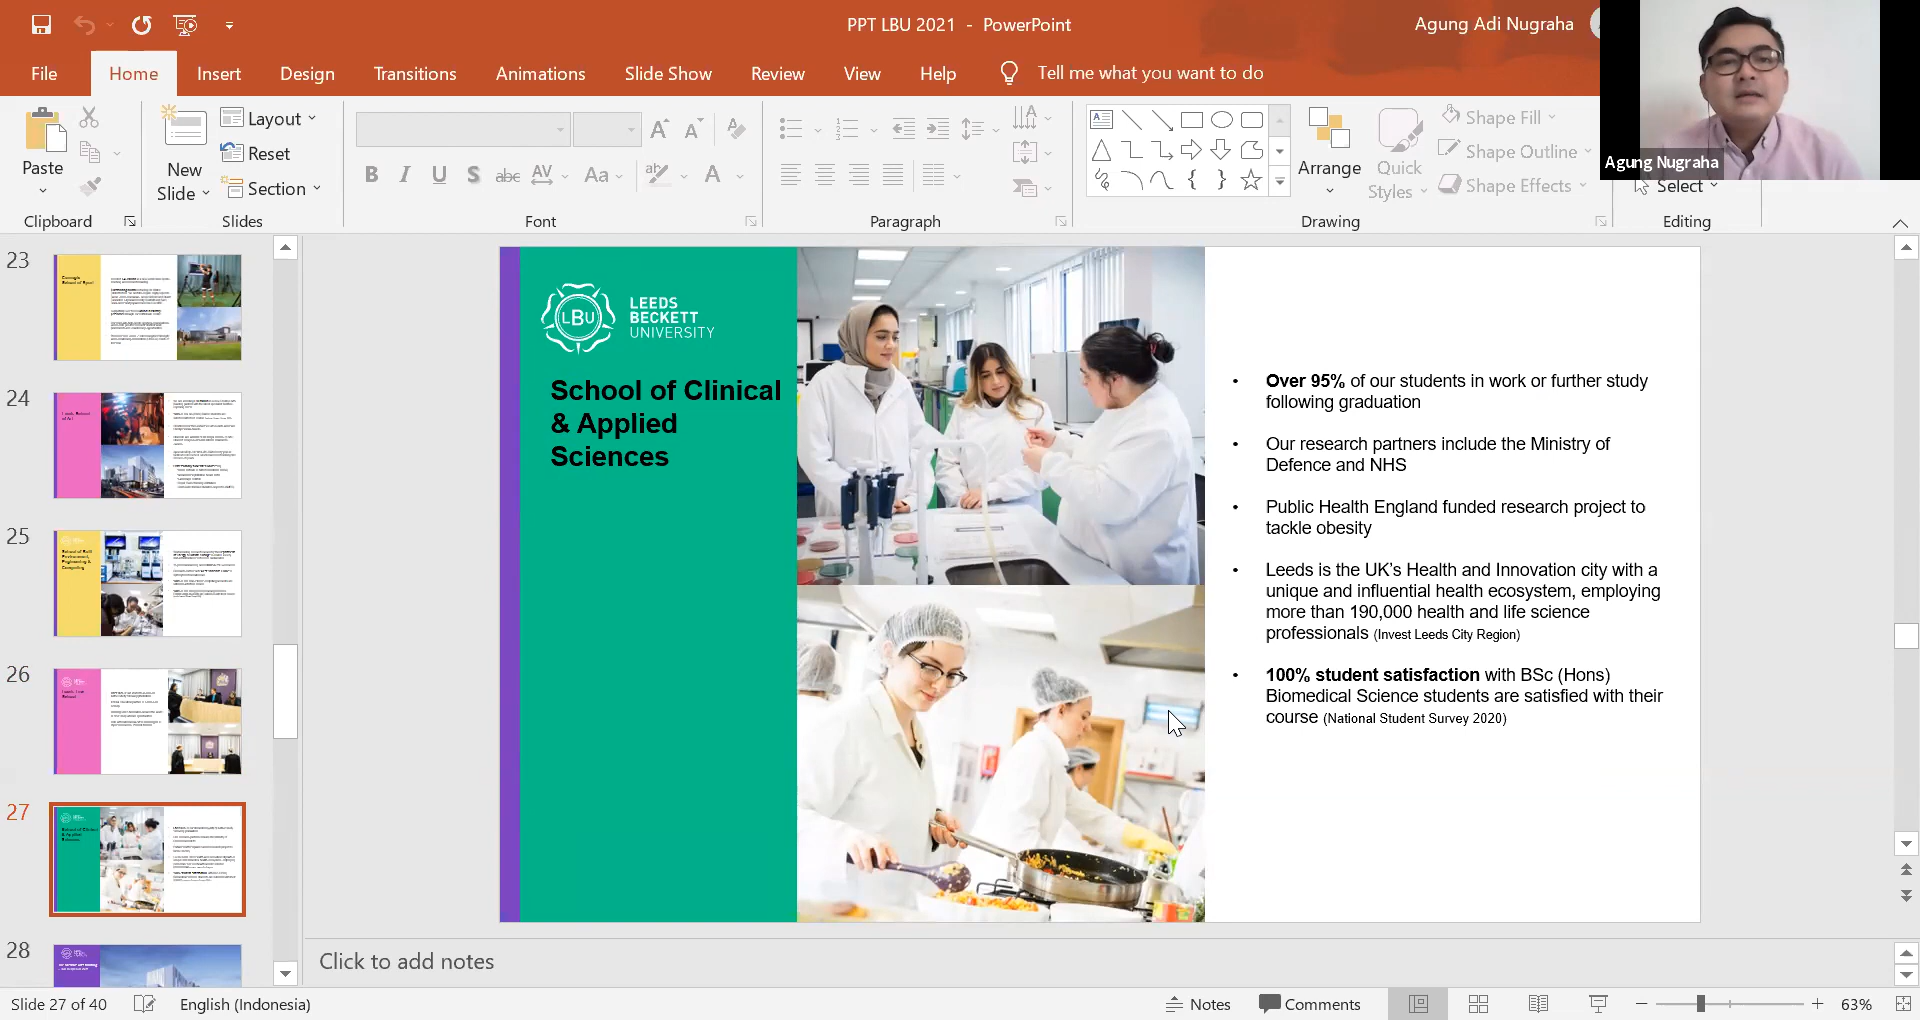 PPT LBU 2021 - PowerPoint
Agung Adi Nugraha
File Home Insert Design Transitions Animations Slide Show Review View Help Tell me what you want to do
Agung Nugraha
Paste
New
Slide
Layout
Reset
Section
B I U S abc AV Aa A
Arrange
Quick
Styles
Shape Fill
Shape Outline
Shape Effects
Select
Clipboard Slides Font Paragraph Drawing Editing
23
24
25
26
27
28
LBU
LEEDS
BECKETT
UNIVERSITY
School of Clinical
& Applied
Sciences
• Over 95% of our students in work or further study
following graduation
• Our research partners include the Ministry of
Defence and NHS
• Public Health England funded research project to
tackle obesity
• Leeds is the UK’s Health and Innovation city with a
unique and influential health ecosystem, employing
more than 190,000 health and life science
professionals (Invest Leeds City Region)
• 100% student satisfaction with BSc (Hons)
Biomedical Science students are satisfied with their
course (National Student Survey 2020)
Click to add notes
Slide 27 of 40 English (Indonesia) Notes Comments 63%